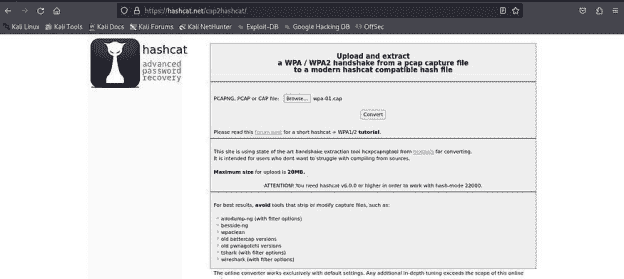 https://hashcat.net/cap2hashcat/
Kali Linux Kali Tools Kali Docs Kali Forums Kali NetHunter Exploit-DB Google Hacking DB OffSec
hashcat
advanced
password
recovery
Upload and extract
a WPA / WPA2 handshake from a pcap capture file
to a modern hashcat compatible hash file
PCAPNG, PCAP or CAP file: Browse... wpa-01.cap
Convert
Please read this forum post for a short hashcat + WPA1/2 tutorial.
This site is using state of the art handshake extraction tool hcxpcapngtool from hcxtools for converting.
It is intended for users who dont want to struggle with compiling from sources.
Maximum size for upload is 20MB.
ATTENTION! You need hashcat v6.0.0 or higher in order to work with hash-mode 22000.
For best results, avoid tools that strip or modify capture files, such as:
airodump-ng (with filter options)
besside-ng
wpaclean
old bettercap versions
old pwnagotchi versions
tshark (with filter options)
wireshark (with filter options)
The online converter works exclusively with default settings. Any additional in-depth tuning exceeds the scope of this online